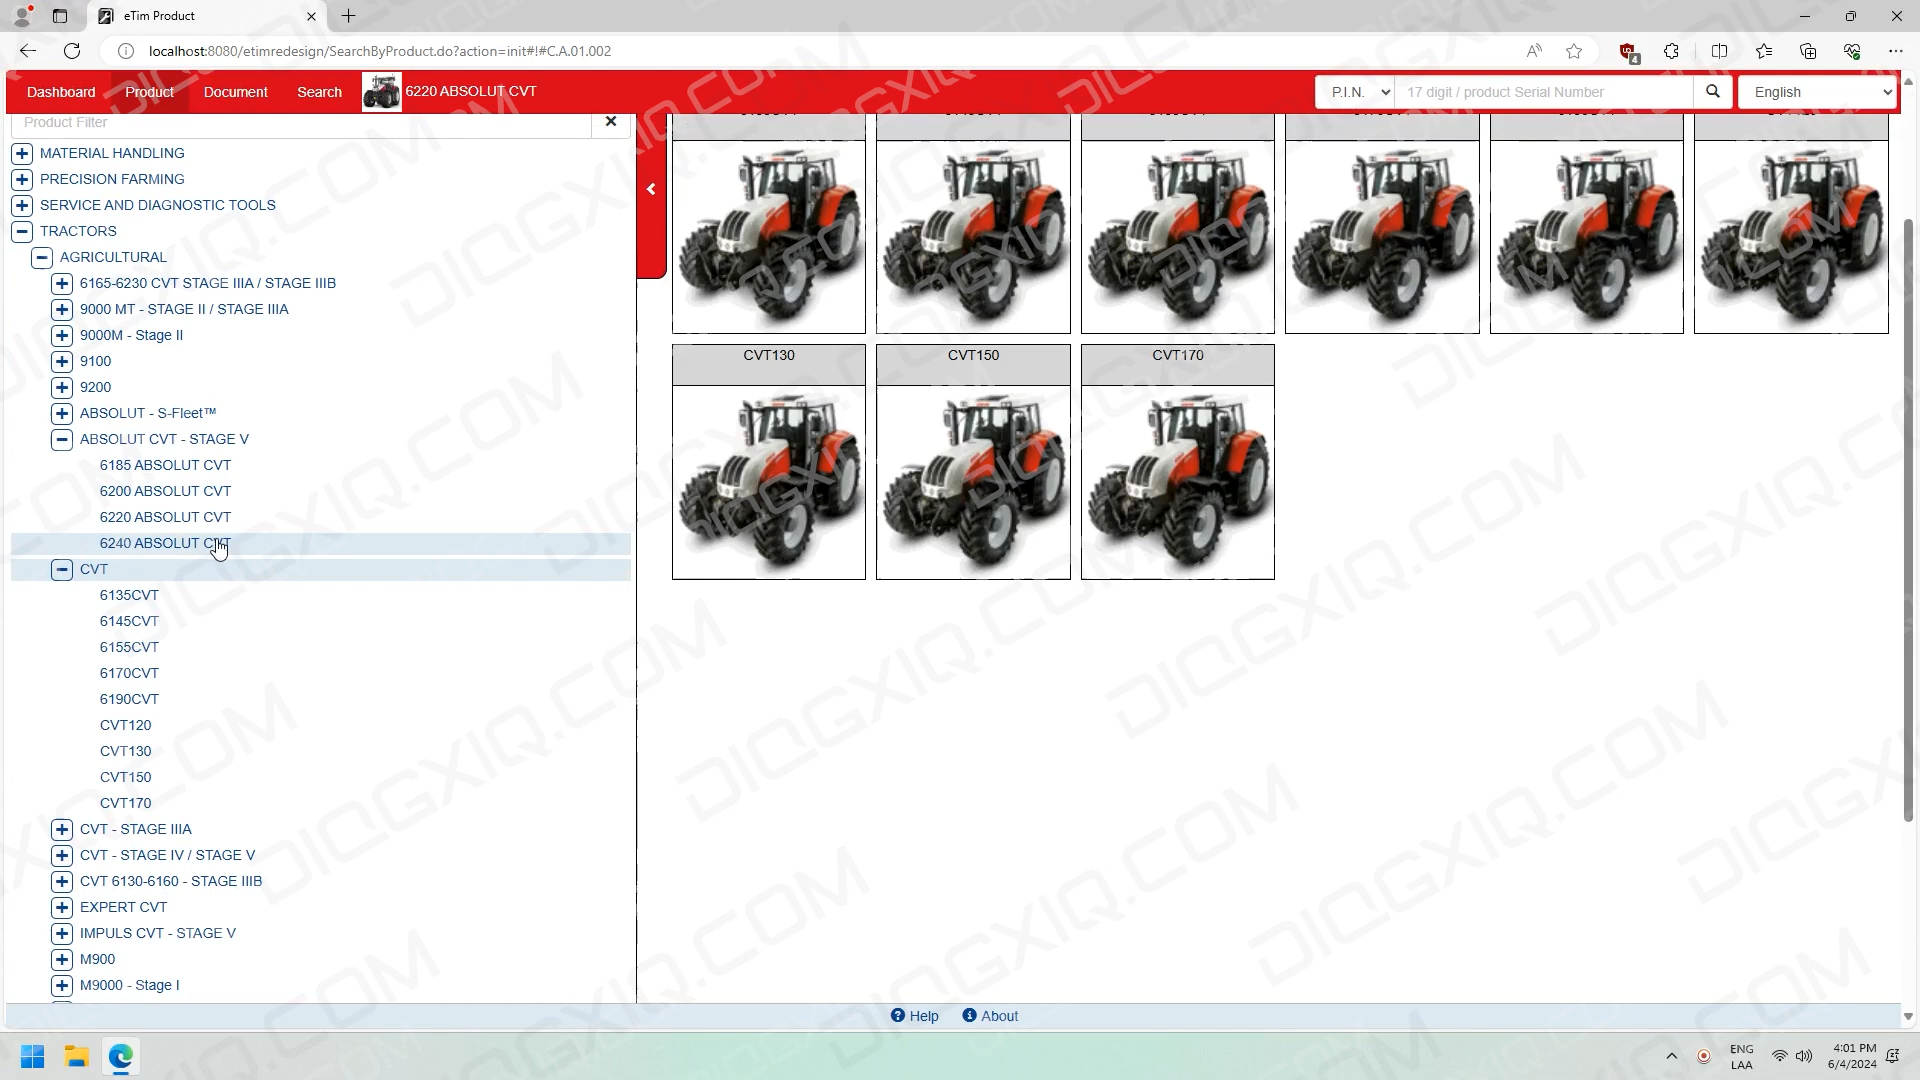 eTim Product
localhost:8080/etimredesign/SearchByProduct.do?action=init#!#C.A.01.002
4
Dashboard Product Document Search 6220 ABSOLUT CVT P.I.N. 17 digit / product Serial Number English
Product Filter
MATERIAL HANDLING
PRECISION FARMING
SERVICE AND DIAGNOSTIC TOOLS
TRACTORS
AGRICULTURAL
6165-6230 CVT STAGE IIIA / STAGE IIIB
9000 MT - STAGE II / STAGE IIIA
9000M - Stage II
9100
9200
ABSOLUT - S-Fleet™
ABSOLUT CVT - STAGE V
6185 ABSOLUT CVT
6200 ABSOLUT CVT
6220 ABSOLUT CVT
6240 ABSOLUT CVT
CVT
6135CVT
6145CVT
6155CVT
6170CVT
6190CVT
CVT120
CVT130
CVT150
CVT170
CVT - STAGE IIIA
CVT - STAGE IV / STAGE V
CVT 6130-6160 - STAGE IIIB
EXPERT CVT
IMPULS CVT - STAGE V
M900
M9000 - Stage I
CVT130 CVT150 CVT170
Help About
ENG
LAA
4:01 PM
6/4/2024
DIQGXIQ.COM